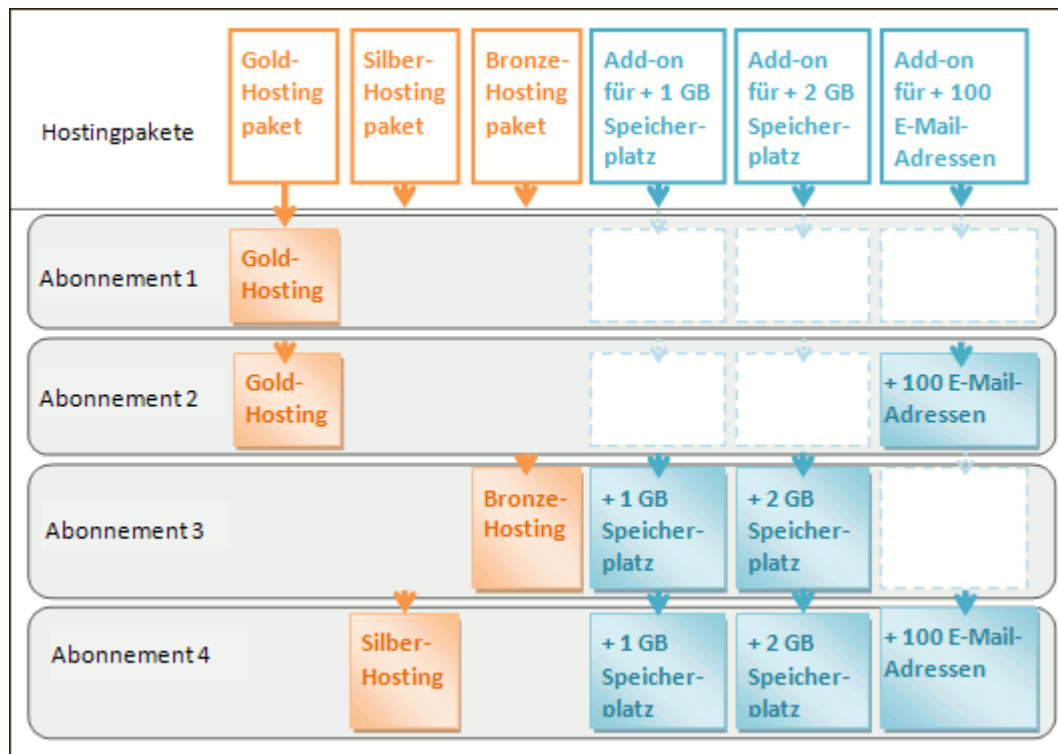 Hostingpakete
Gold-
Hosting
paket
Silber-
Hosting
paket
Bronze-
Hosting
paket
Add-on
für + 1 GB
Speicher-
platz
Add-on
für + 2 GB
Speicher-
platz
Add-on
für + 100
E-Mail-
Adressen
Abonnement 1
Gold-
Hosting
Abonnement 2
Gold-
Hosting
+ 100 E-Mail-
Adressen
Abonnement 3
Bronze-
Hosting
+ 1 GB
Speicher-
platz
+ 2 GB
Speicher-
platz
Abonnement 4
Silber-
Hosting
+ 1 GB
Speicher-
platz
+ 2 GB
Speicher-
platz
+ 100 E-Mail-
Adressen